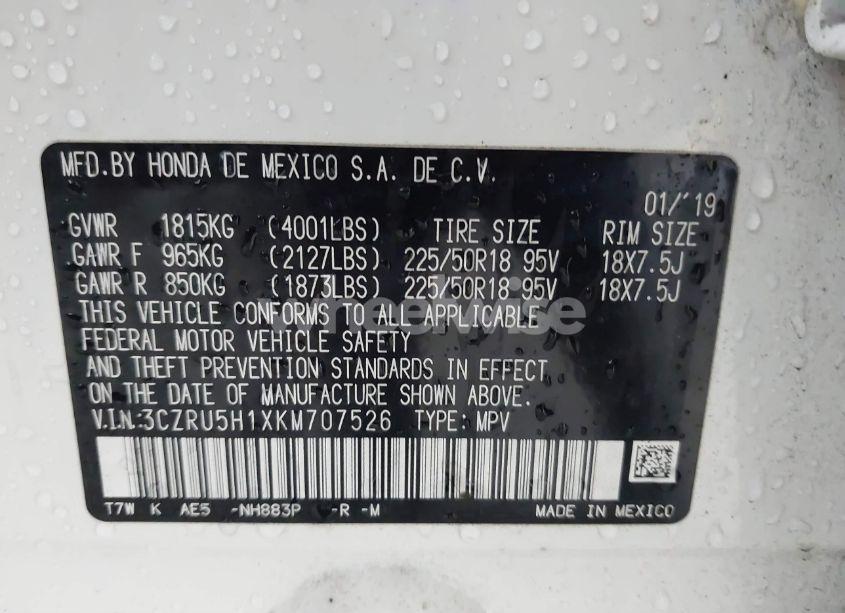 MFD.BY HONDA DE MEXICO S.A. DE C.V.
01/'19
GVWR 1815KG (4001LBS) TIRE SIZE RIM SIZE
GAWR F 965KG (2127LBS) 225/50R18 95V 18X7.5J
GAWR R 850KG (1873LBS) 225/50R18 95V 18X7.5J
THIS VEHICLE CONFORMS TO ALL APPLICABLE
FEDERAL MOTOR VEHICLE SAFETY
AND THEFT PREVENTION STANDARDS IN EFFECT
ON THE DATE OF MANUFACTURE SHOWN ABOVE.
V.I.N:3CZRU5H1XKM707526 TYPE: MPV
T7W K AE5 -NH883P -R -M MADE IN MEXICO
wheelwise